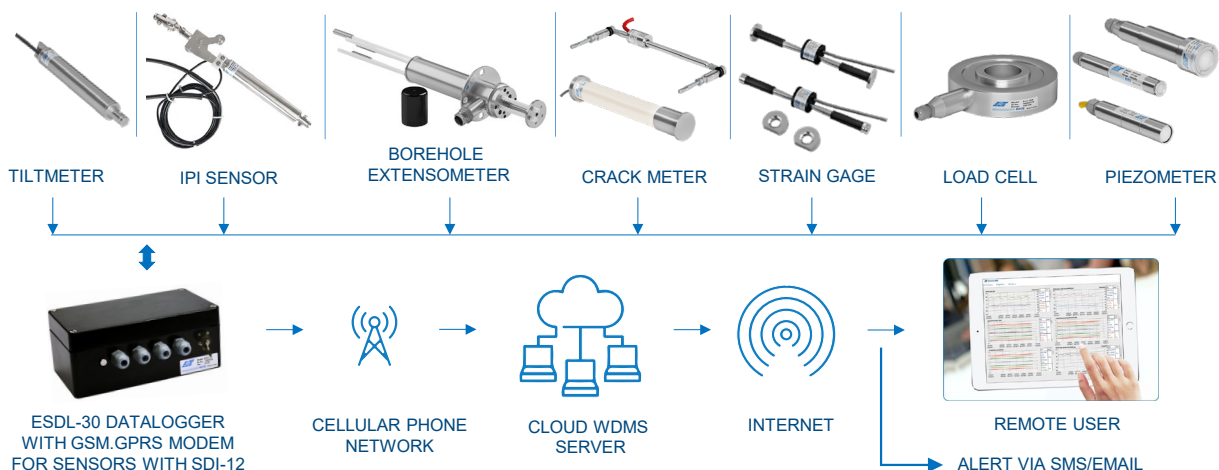 TILTMETER
IPI SENSOR
BOREHOLE
EXTENSOMETER
CRACK METER
STRAIN GAGE
LOAD CELL
PIEZOMETER
ESDL-30 DATALOGGER
WITH GSM.GPRS MODEM
FOR SENSORS WITH SDI-12
CELLULAR PHONE
NETWORK
CLOUD WDMS
SERVER
INTERNET
REMOTE USER
ALERT VIA SMS/EMAIL